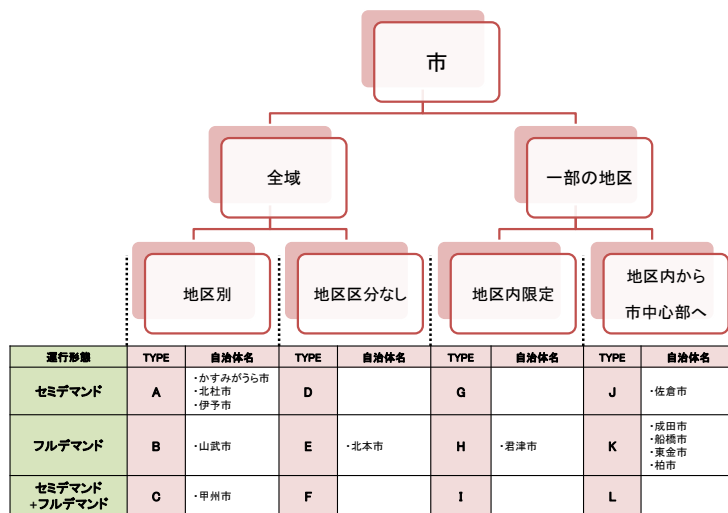 市
全域
一部の地区
地区別
地区区分なし
地区内限定
地区内から
市中心部へ
運行形態 TYPE 自治体名 TYPE 自治体名 TYPE 自治体名 TYPE 自治体名
セミデマンド A ・かすみがうら市 D G J ・佐倉市
・北杜市
・伊予市
フルデマンド B ・山武市 E ・北本市 H ・君津市 K ・成田市
・船橋市
・東金市
・柏市
セミデマンド C ・甲州市 F I L
+フルデマンド